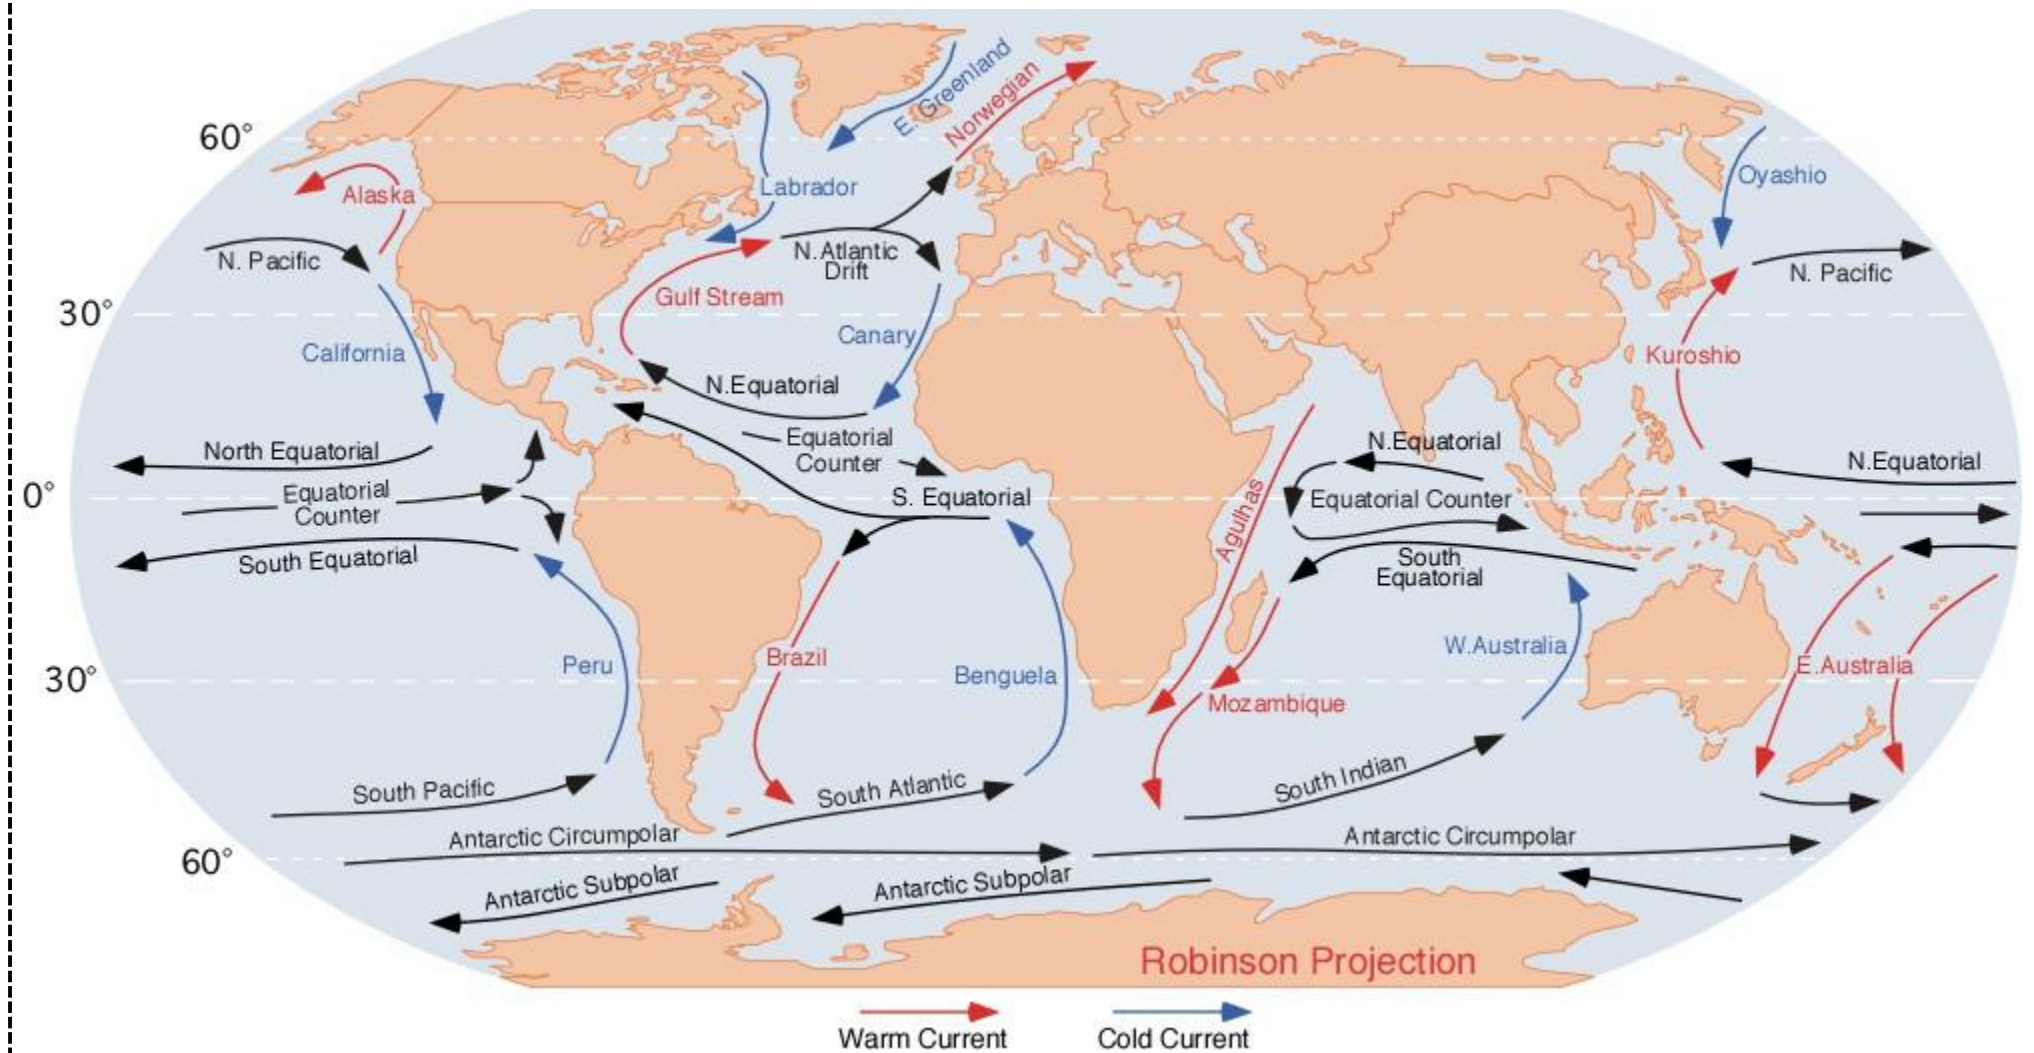 E. Greenland
Norwegian
60°
Alaska
Labrador
Oyashio
N. Pacific
N. Atlantic
Drift
N. Pacific
Gulf Stream
30°
Canary
California
Kuroshio
N.Equatorial
North Equatorial
Equatorial
Counter
N.Equatorial
N.Equatorial
0°
Equatorial
Counter
S. Equatorial
Equatorial Counter
Agulhas
South Equatorial
South
Equatorial
Peru
Brazil
Benguela
W.Australia
E.Australia
30°
Mozambique
South Pacific
South Atlantic
South Indian
Antarctic Circumpolar
Antarctic Circumpolar
60°
Antarctic Subpolar
Antarctic Subpolar
Robinson Projection
Warm Current
Cold Current